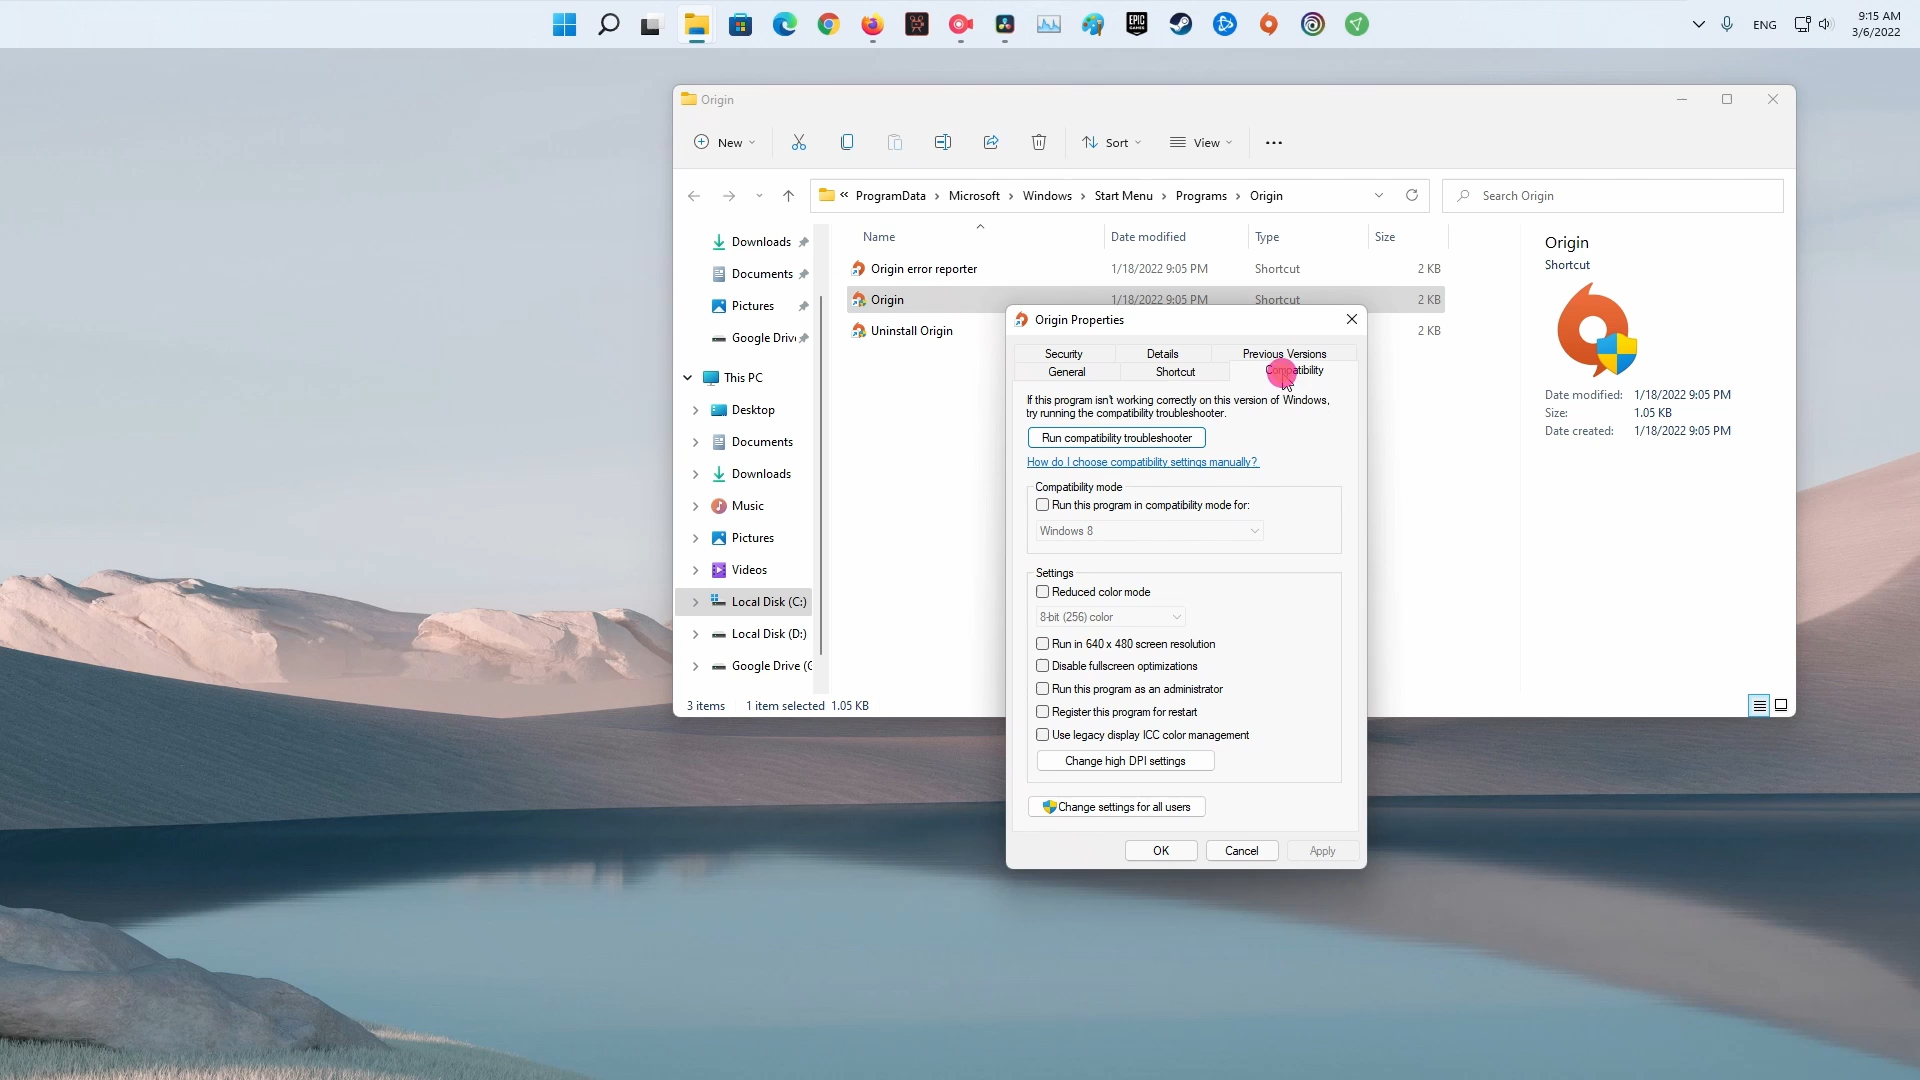 EPIC GAMES
ENG
9:15 AM
3/6/2022
Origin
New
Sort
View
« ProgramData › Microsoft › Windows › Start Menu › Programs › Origin
Search Origin
Downloads
Documents
Pictures
Google Driv
This PC
Desktop
Documents
Downloads
Music
Pictures
Videos
Local Disk (C:)
Local Disk (D:)
Google Drive (G
Name Date modified Type Size
Origin error reporter 1/18/2022 9:05 PM Shortcut 2 KB
Origin 1/18/2022 9:05 PM Shortcut 2 KB
Uninstall Origin 2 KB
Origin
Shortcut
Date modified: 1/18/2022 9:05 PM
Size: 1.05 KB
Date created: 1/18/2022 9:05 PM
3 items 1 item selected 1.05 KB
Origin Properties
Security Details Previous Versions
General Shortcut Compatibility
If this program isn't working correctly on this version of Windows,
try running the compatibility troubleshooter.
Run compatibility troubleshooter
How do I choose compatibility settings manually?
Compatibility mode
Run this program in compatibility mode for:
Windows 8
Settings
Reduced color mode
8-bit (256) color
Run in 640 x 480 screen resolution
Disable fullscreen optimizations
Run this program as an administrator
Register this program for restart
Use legacy display ICC color management
Change high DPI settings
Change settings for all users
OK Cancel Apply